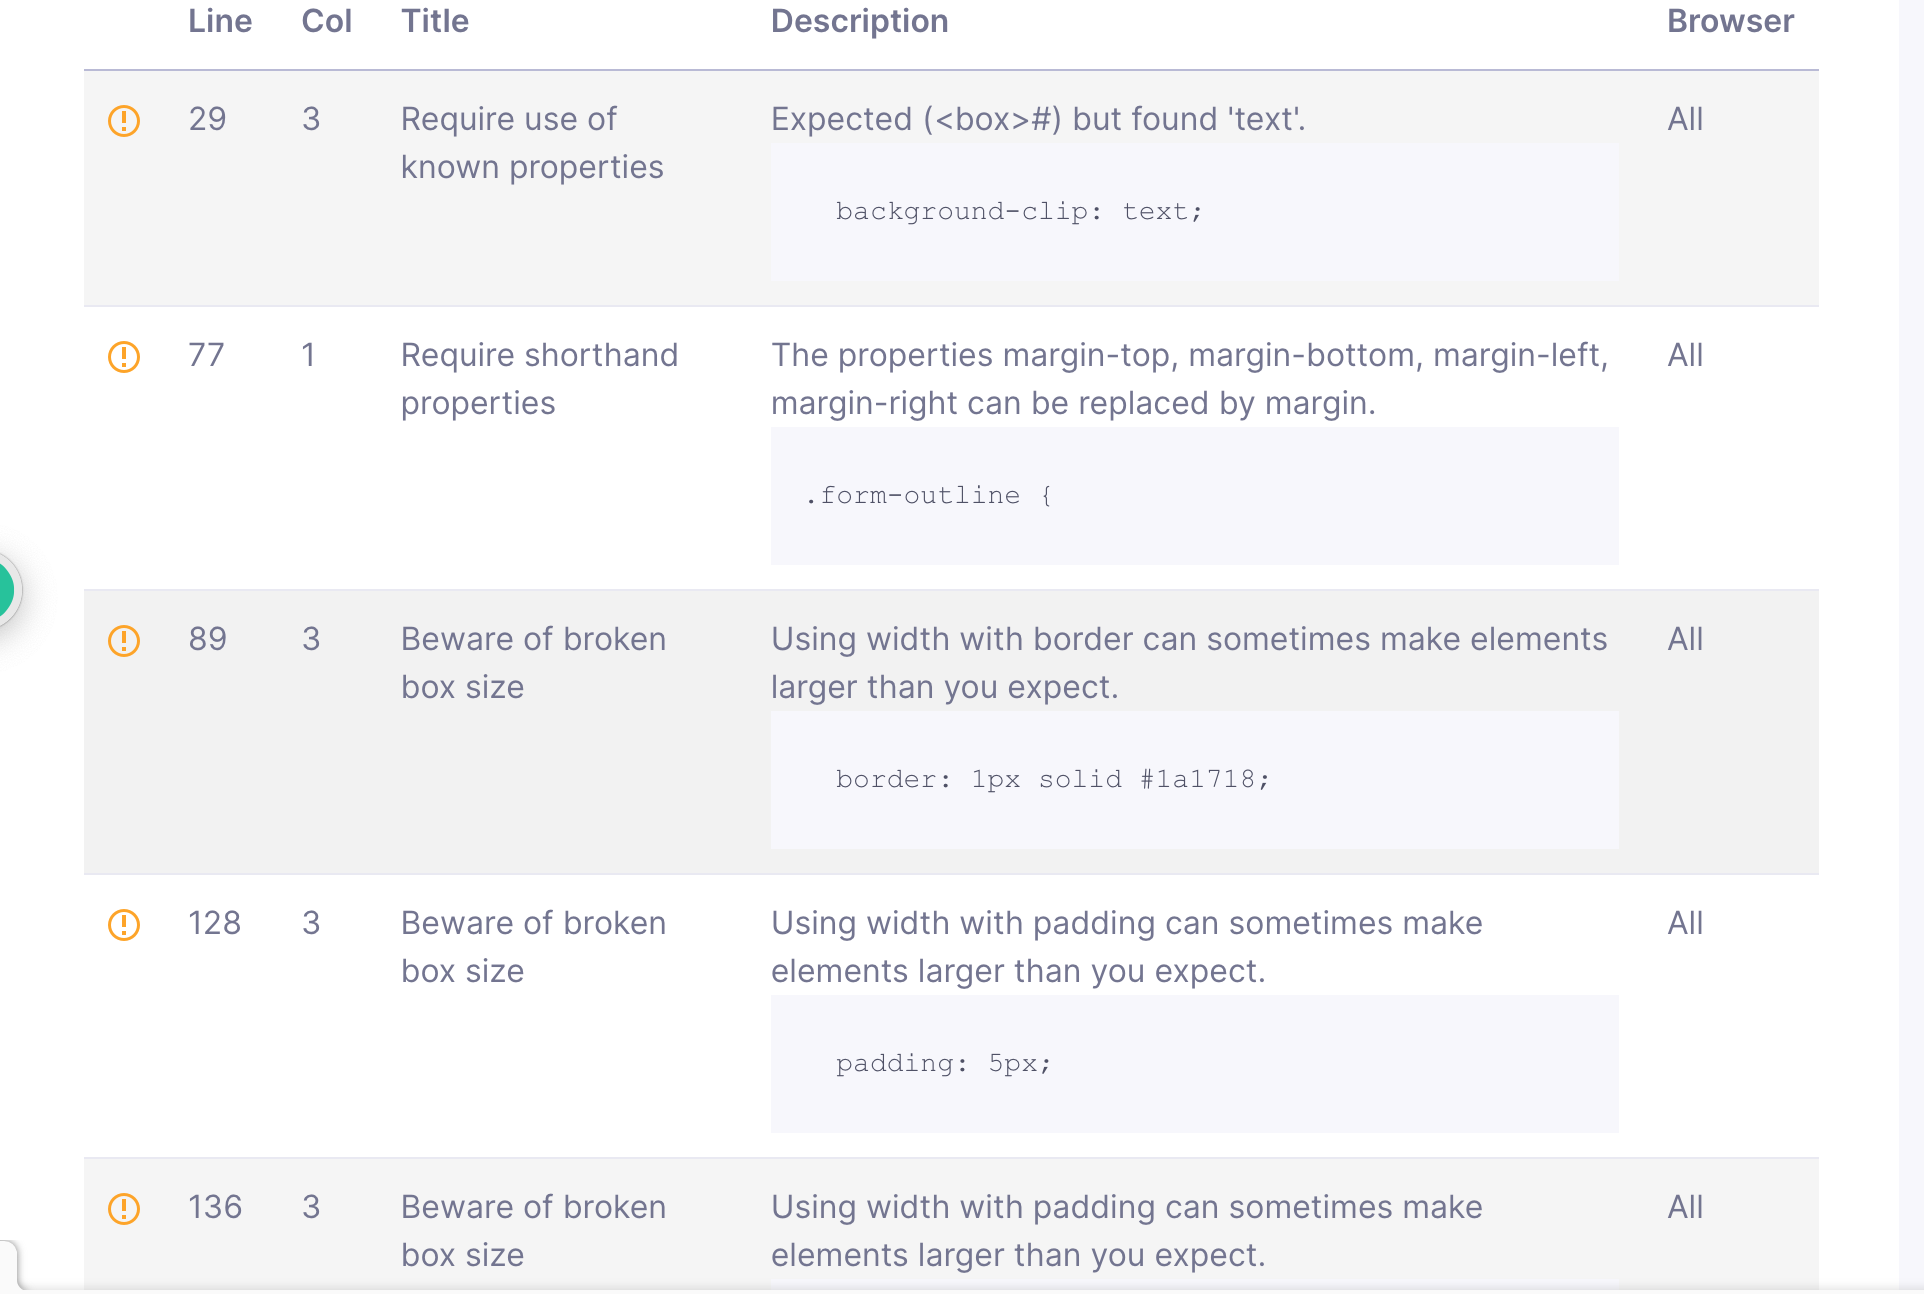 Line Col Title Description Browser
29 3 Require use of Expected (<box>#) but found 'text'. All
known properties
background-clip: text;
77 1 Require shorthand The properties margin-top, margin-bottom, margin-left, All
properties margin-right can be replaced by margin.
.form-outline {
89 3 Beware of broken Using width with border can sometimes make elements All
box size larger than you expect.
border: 1px solid #1a1718;
128 3 Beware of broken Using width with padding can sometimes make All
box size elements larger than you expect.
padding: 5px;
136 3 Beware of broken Using width with padding can sometimes make All
box size elements larger than you expect.